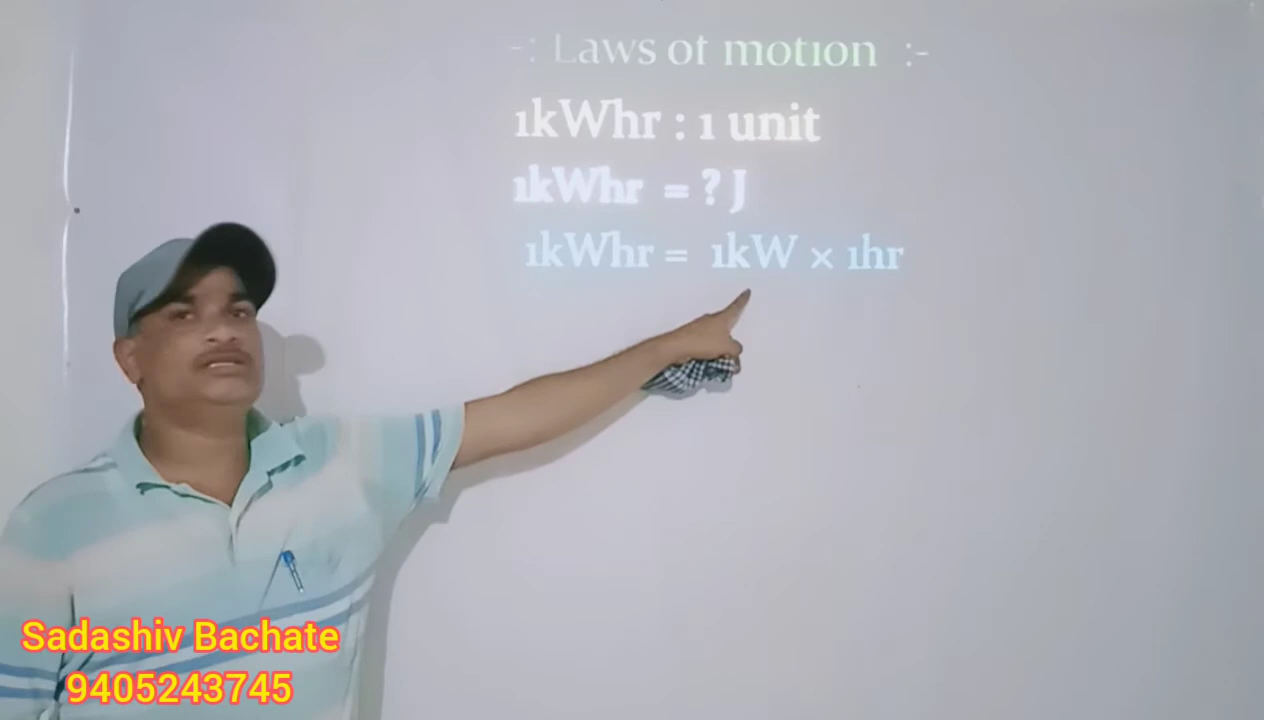 -: Laws of motion :-
1kWhr : 1 unit
1kWhr = ? J
1kWhr = 1kW × 1hr
Sadashiv Bachate
9405243745